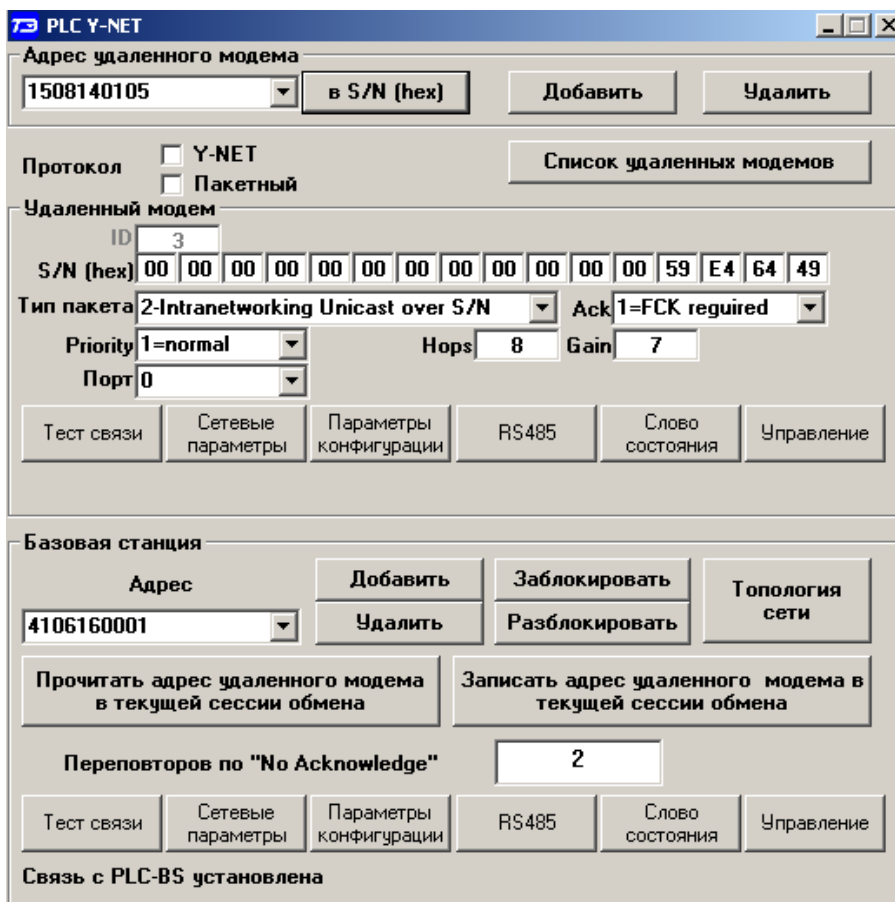 ТЭ PLC Y-NET
Адрес удаленного модема
1508140105 в S/N (hex) Добавить Удалить
Протокол Y-NET
Пакетный
Список удаленных модемов
Удаленный модем
ID 3
S/N (hex) 00 00 00 00 00 00 00 00 00 00 00 59 E4 64 49
Тип пакета 2-Intranetworking Unicast over S/N Ack 1=FCK reguired
Priority 1=normal Hops 8 Gain 7
Порт 0
Тест связи Сетевые параметры Параметры конфигурации RS485 Слово состояния Управление
Базовая станция
Адрес
4106160001
Добавить Заблокировать
Удалить Разблокировать
Топология сети
Прочитать адрес удаленного модема
в текущей сессии обмена
Записать адрес удаленного модема в
текущей сессии обмена
Переповторов по "No Acknowledge" 2
Тест связи Сетевые параметры Параметры конфигурации RS485 Слово состояния Управление
Связь с PLC-BS установлена